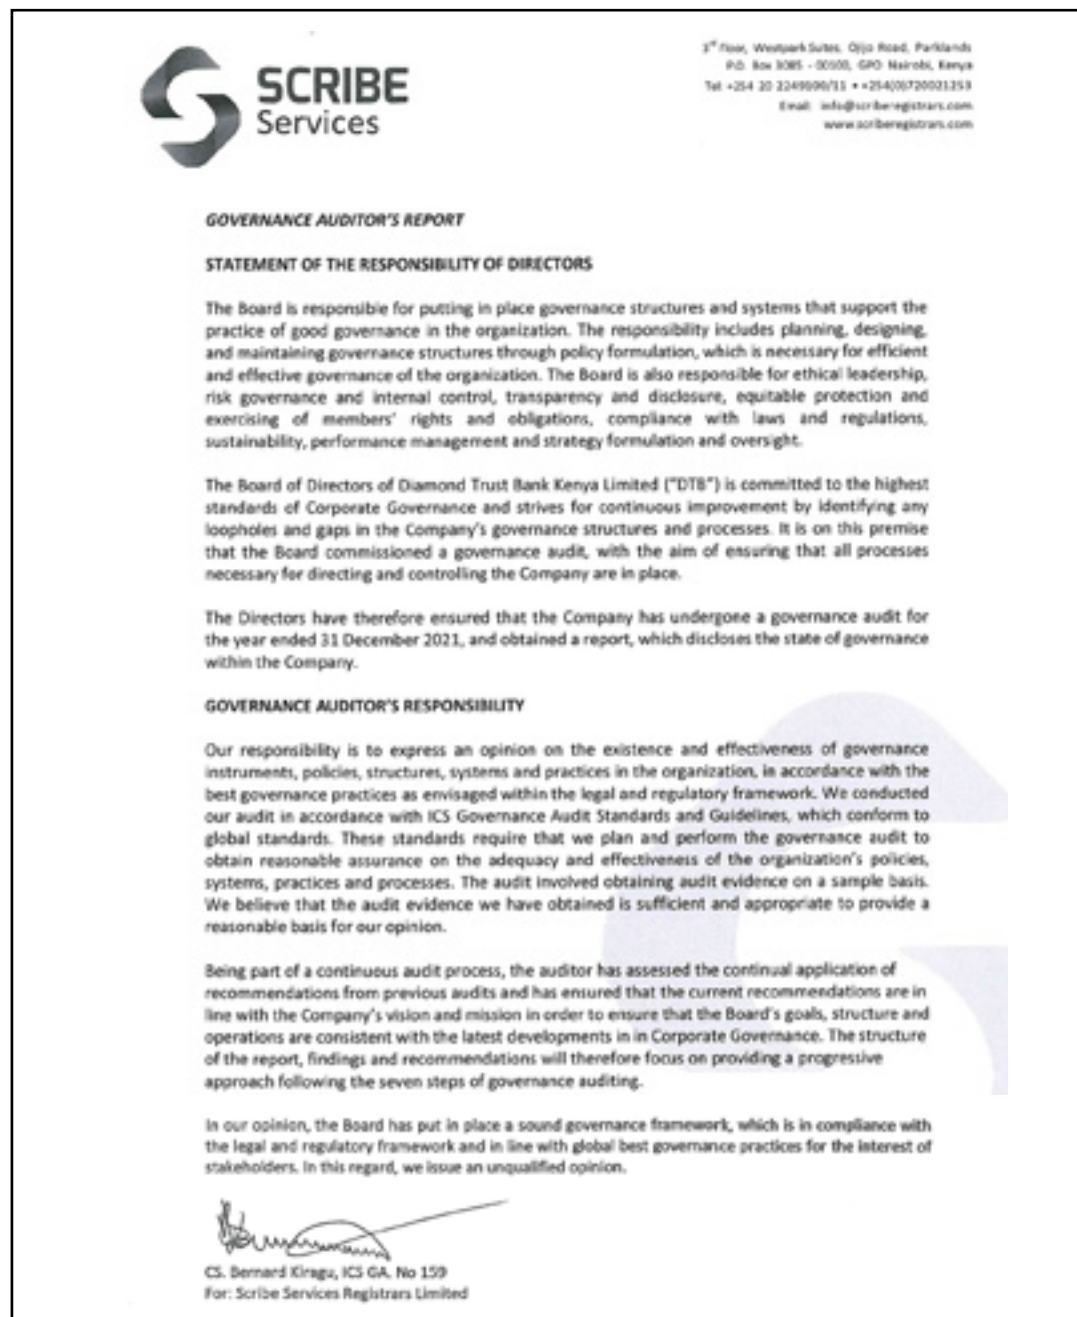 SCRIBE
Services
3rd Floor, Westpark Suites, Ojijo Road, Parklands
P.O. Box 3085 - 00100, GPO Nairobi, Kenya
Tel: +254 20
Email: info@scriberegistrars.com
www.scriberegistrars.com
GOVERNANCE AUDITOR'S REPORT
STATEMENT OF THE RESPONSIBILITY OF DIRECTORS
The Board is responsible for putting in place governance structures and systems that support the
practice of good governance in the organization. The responsibility includes planning, designing,
and maintaining governance structures through policy formulation, which is necessary for efficient
and effective governance of the organization. The Board is also responsible for ethical leadership,
risk governance and internal control, transparency and disclosure, equitable protection and
exercising of members' rights and obligations, compliance with laws and regulations,
sustainability, performance management and strategy formulation and oversight.
The Board of Directors of Diamond Trust Bank Kenya Limited ("DTB") is committed to the highest
standards of Corporate Governance and strives for continuous improvement by identifying any
loopholes and gaps in the Company's governance structures and processes. It is on this premise
that the Board commissioned a governance audit, with the aim of ensuring that all processes
necessary for directing and controlling the Company are in place.
The Directors have therefore ensured that the Company has undergone a governance audit for
the year ended 31 December 2021, and obtained a report, which discloses the state of governance
within the Company.
GOVERNANCE AUDITOR'S RESPONSIBILITY
Our responsibility is to express an opinion on the existence and effectiveness of governance
instruments, policies, structures, systems and practices in the organization, in accordance with the
best governance practices as envisaged within the legal and regulatory framework. We conducted
our audit in accordance with ICS Governance Audit Standards and Guidelines, which conform to
global standards. These standards require that we plan and perform the governance audit to
obtain reasonable assurance on the adequacy and effectiveness of the organization's policies,
systems, practices and processes. The audit involved obtaining audit evidence on a sample basis.
We believe that the audit evidence we have obtained is sufficient and appropriate to provide a
reasonable basis for our opinion.
Being part of a continuous audit process, the auditor has assessed the continual application of
recommendations from previous audits and has ensured that the current recommendations are in
line with the Company's vision and mission in order to ensure that the Board's goals, structure and
operations are consistent with the latest developments in in Corporate Governance. The structure
of the report, findings and recommendations will therefore focus on providing a progressive
approach following the seven steps of governance auditing.
In our opinion, the Board has put in place a sound governance framework, which is in compliance with
the legal and regulatory framework and in line with global best governance practices for the interest of
stakeholders. In this regard, we issue an unqualified opinion.
CS. Bernard Kiragu, ICS GA. No 159
For: Scribe Services Registrars Limited